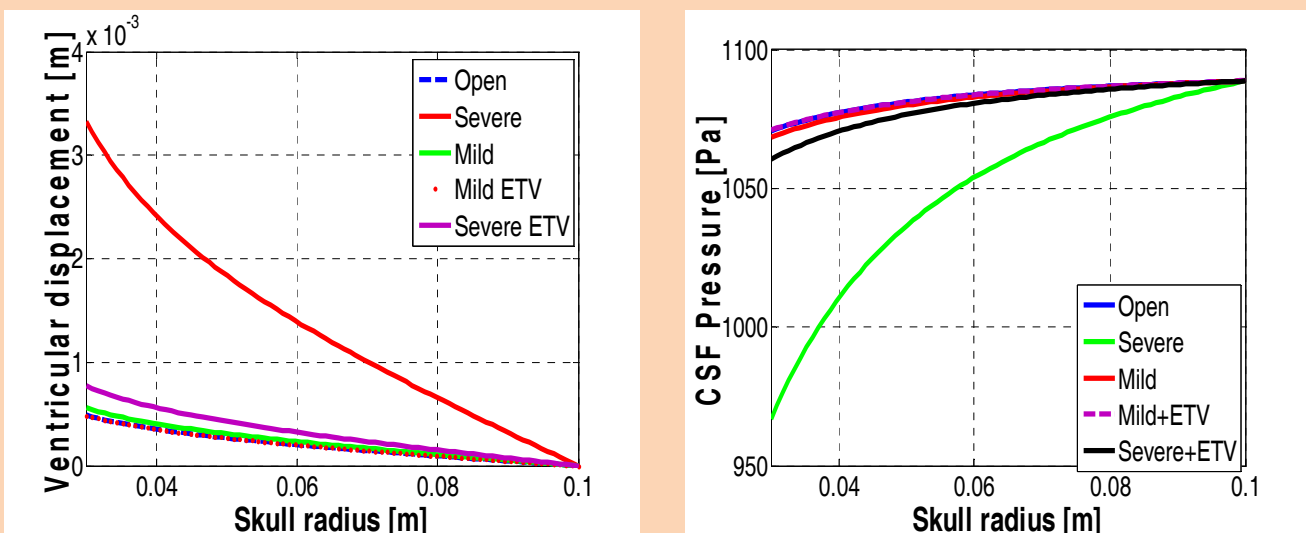 x 10⁻³
4
3
2
1
0
Ventricular displacement [m]
0.04
0.06
0.08
0.1
Skull radius [m]
Open
Severe
Mild
Mild ETV
Severe ETV
1100
1050
1000
950
CSF Pressure [Pa]
0.04
0.06
0.08
0.1
Skull radius [m]
Open
Severe
Mild
Mild+ETV
Severe+ETV